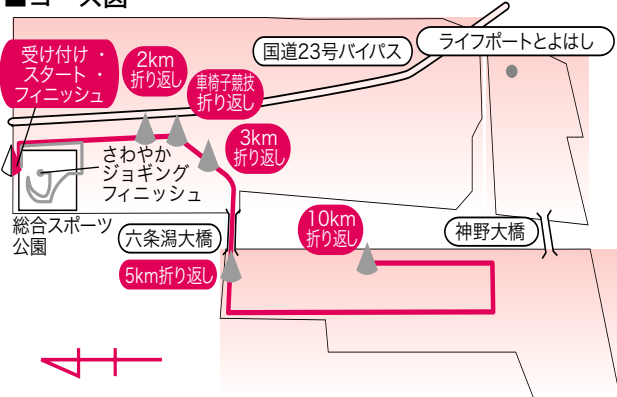 ■コース図
受け付け・
スタート・
フィニッシュ
2km
折り返し
車椅子競技
折り返し
国道23号バイパス
ライフポートとよはし
3km
折り返し
さわやか
ジョギング
フィニッシュ
総合スポーツ
公園
六条潟大橋
10km
折り返し
神野大橋
5km折り返し